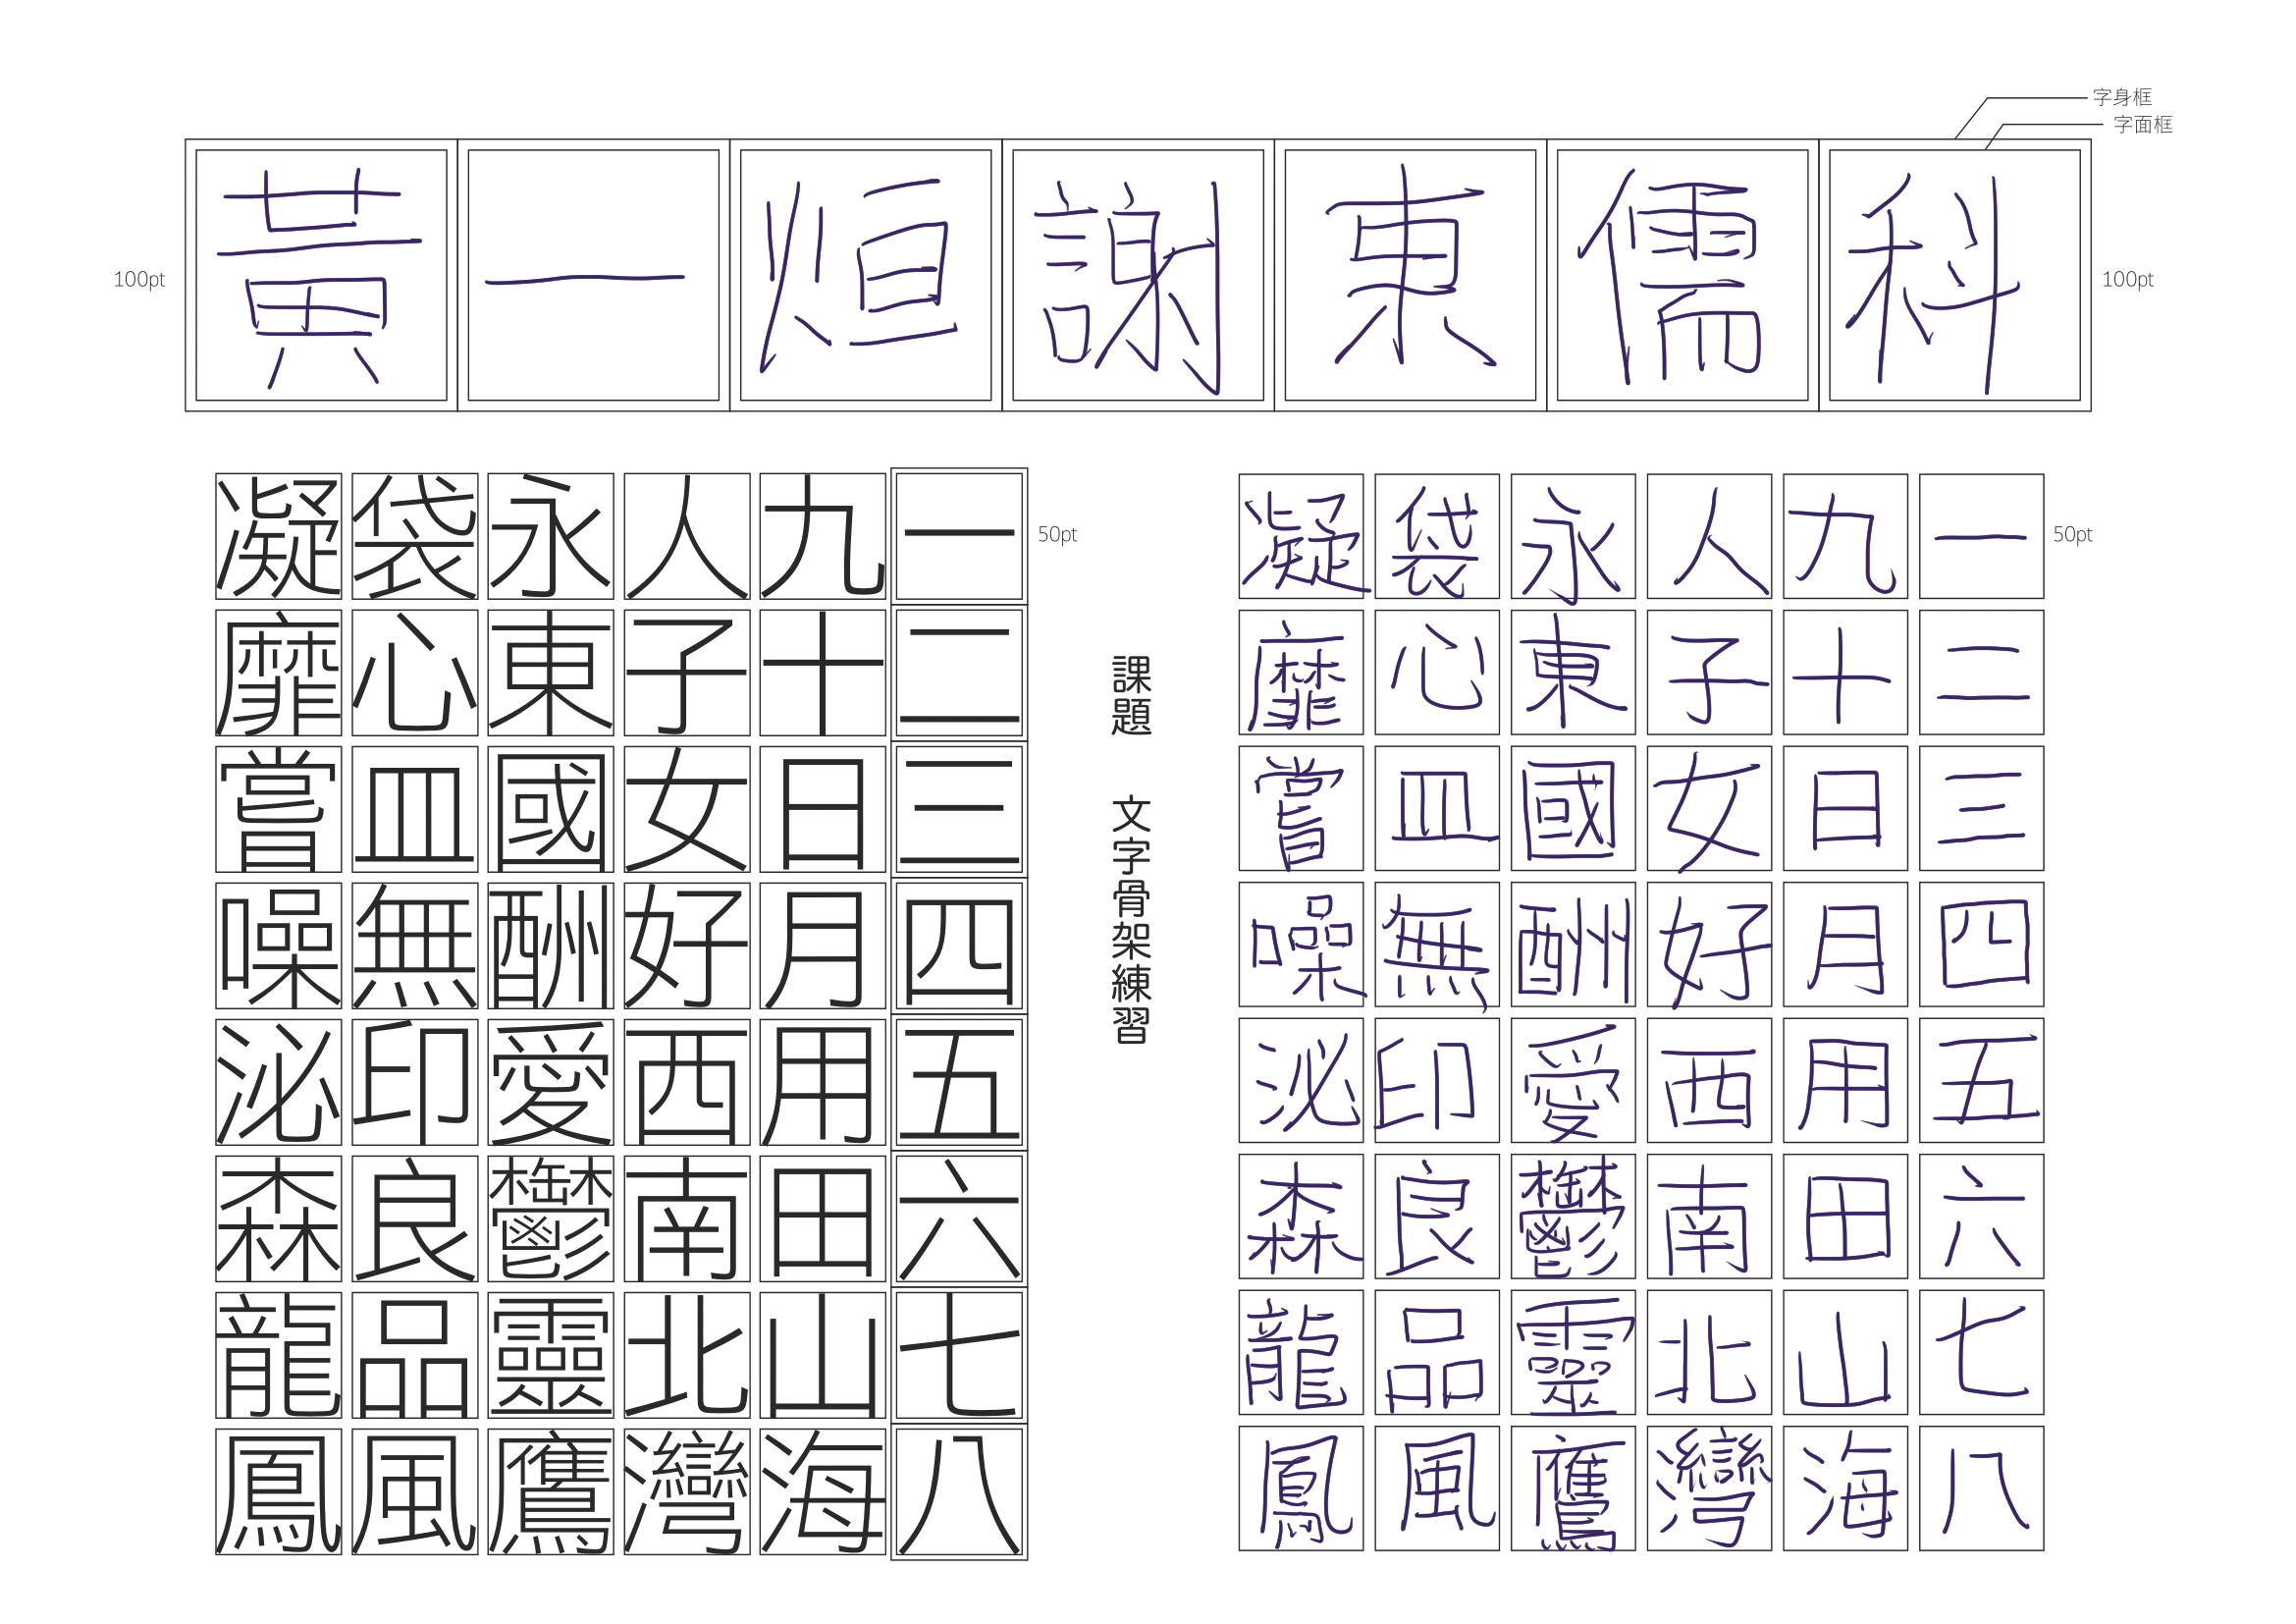 字身框
字面框
100pt
黃一烜謝東儒科
100pt
一二三四五六七八
九十日月用田山海
人子女好西南北灣
永東國酬愛鬱靈鷹
袋心皿無印良品風
凝靡嘗噪泌森龍鳳
50pt
課題 文字骨架練習
一二三四五六七八
九十日月用田山海
人子女好西南北灣
永東國酬愛鬱靈鷹
袋心皿無印良品風
凝靡嘗噪泌森龍鳳
50pt